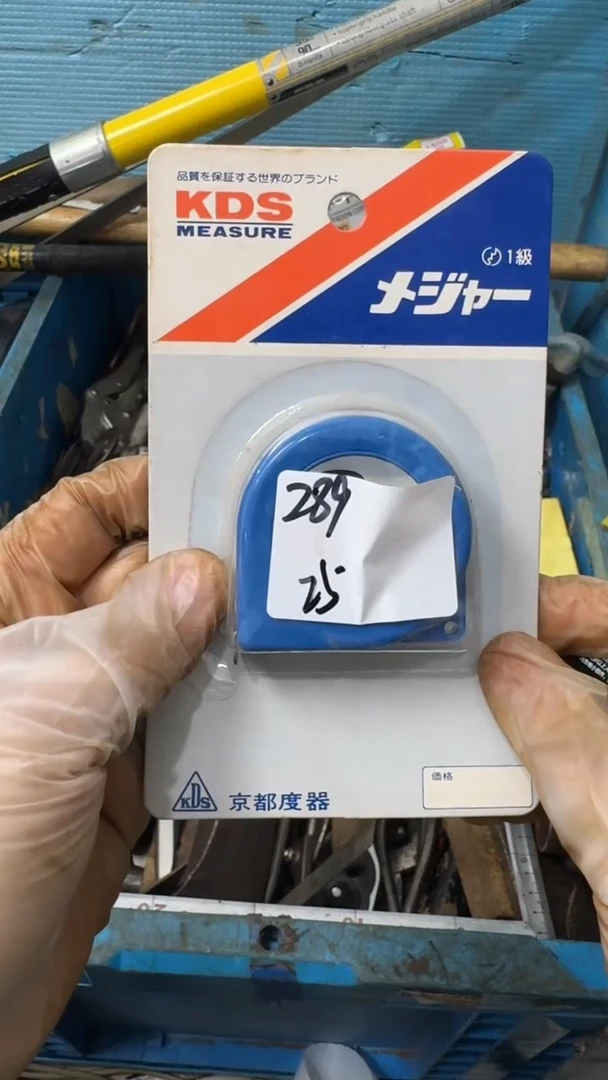 品質を保証する世界のブランド
KDS
MEASURE
1級
メジャー
289
25
KDS
京都度器
価格